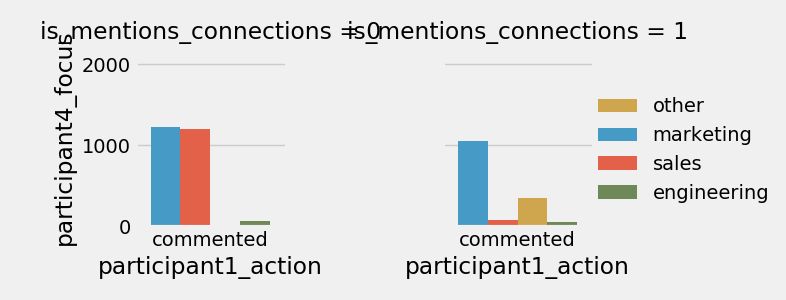 is_mentions_connections = 0
is_mentions_connections = 1
participant4_focus
2000
1000
0
commented
commented
participant1_action
participant1_action
other
marketing
sales
engineering